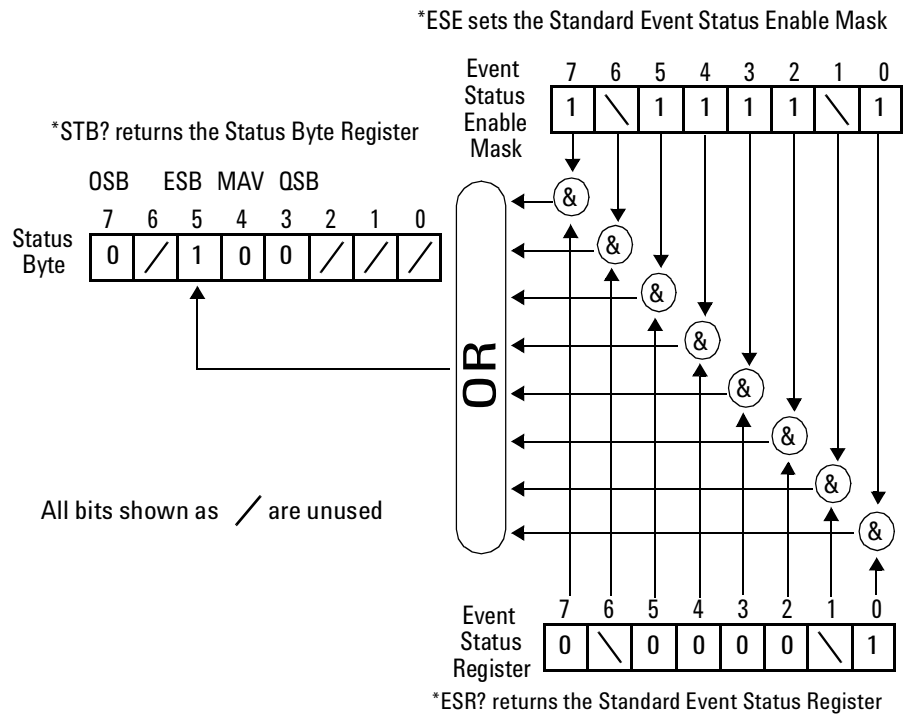 *ESE sets the Standard Event Status Enable Mask
Event Status Enable Mask
7 6 5 4 3 2 1 0
1 \ 1 1 1 1 \ 1
*STB? returns the Status Byte Register
OSB ESB MAV QSB
7 6 5 4 3 2 1 0
Status Byte
0 / 1 0 0 / / /
&
&
&
&
&
&
&
&
OR
All bits shown as / are unused
7 6 5 4 3 2 1 0
Event Status Register
0 \ 0 0 0 0 \ 1
*ESR? returns the Standard Event Status Register